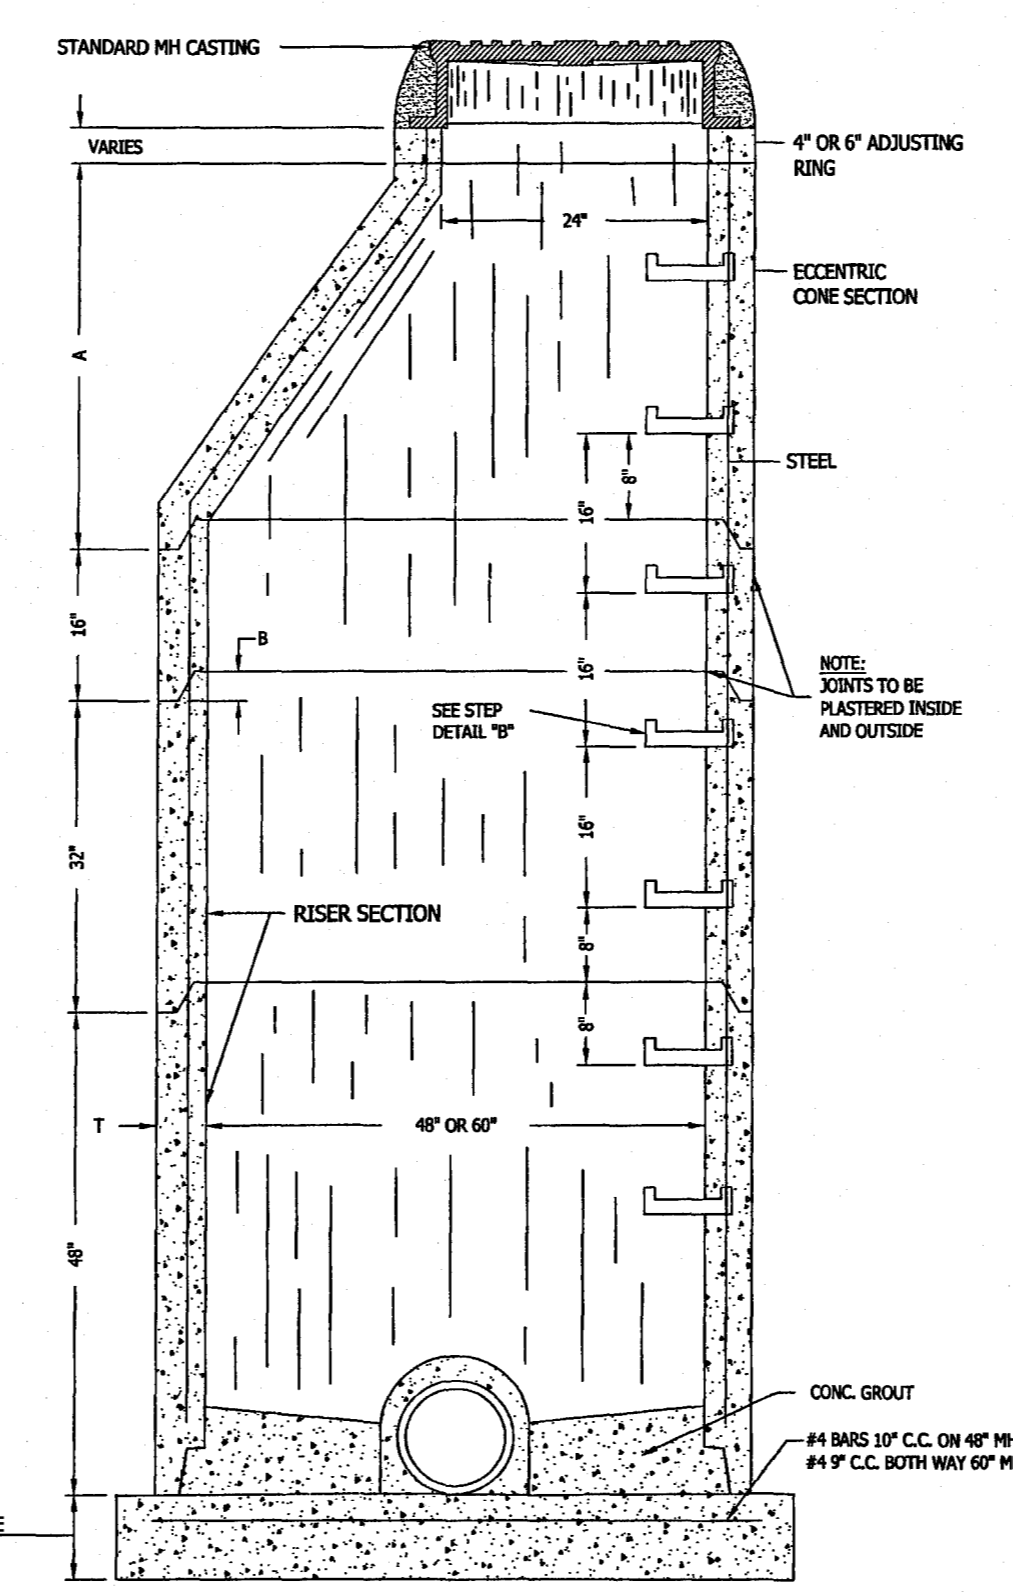 STANDARD MH CASTING
VARIES
4" OR 6" ADJUSTING
RING
24"
ECCENTRIC
CONE SECTION
A
STEEL
8"
16"
16"
B
16"
NOTE:
JOINTS TO BE
PLASTERED INSIDE
AND OUTSIDE
SEE STEP
DETAIL "B"
16"
32"
RISER SECTION
8"
8"
T
48" OR 60"
48"
CONC. GROUT
#4 BARS 10" C.C. ON 48" MH
#4 9" C.C. BOTH WAY 60" M